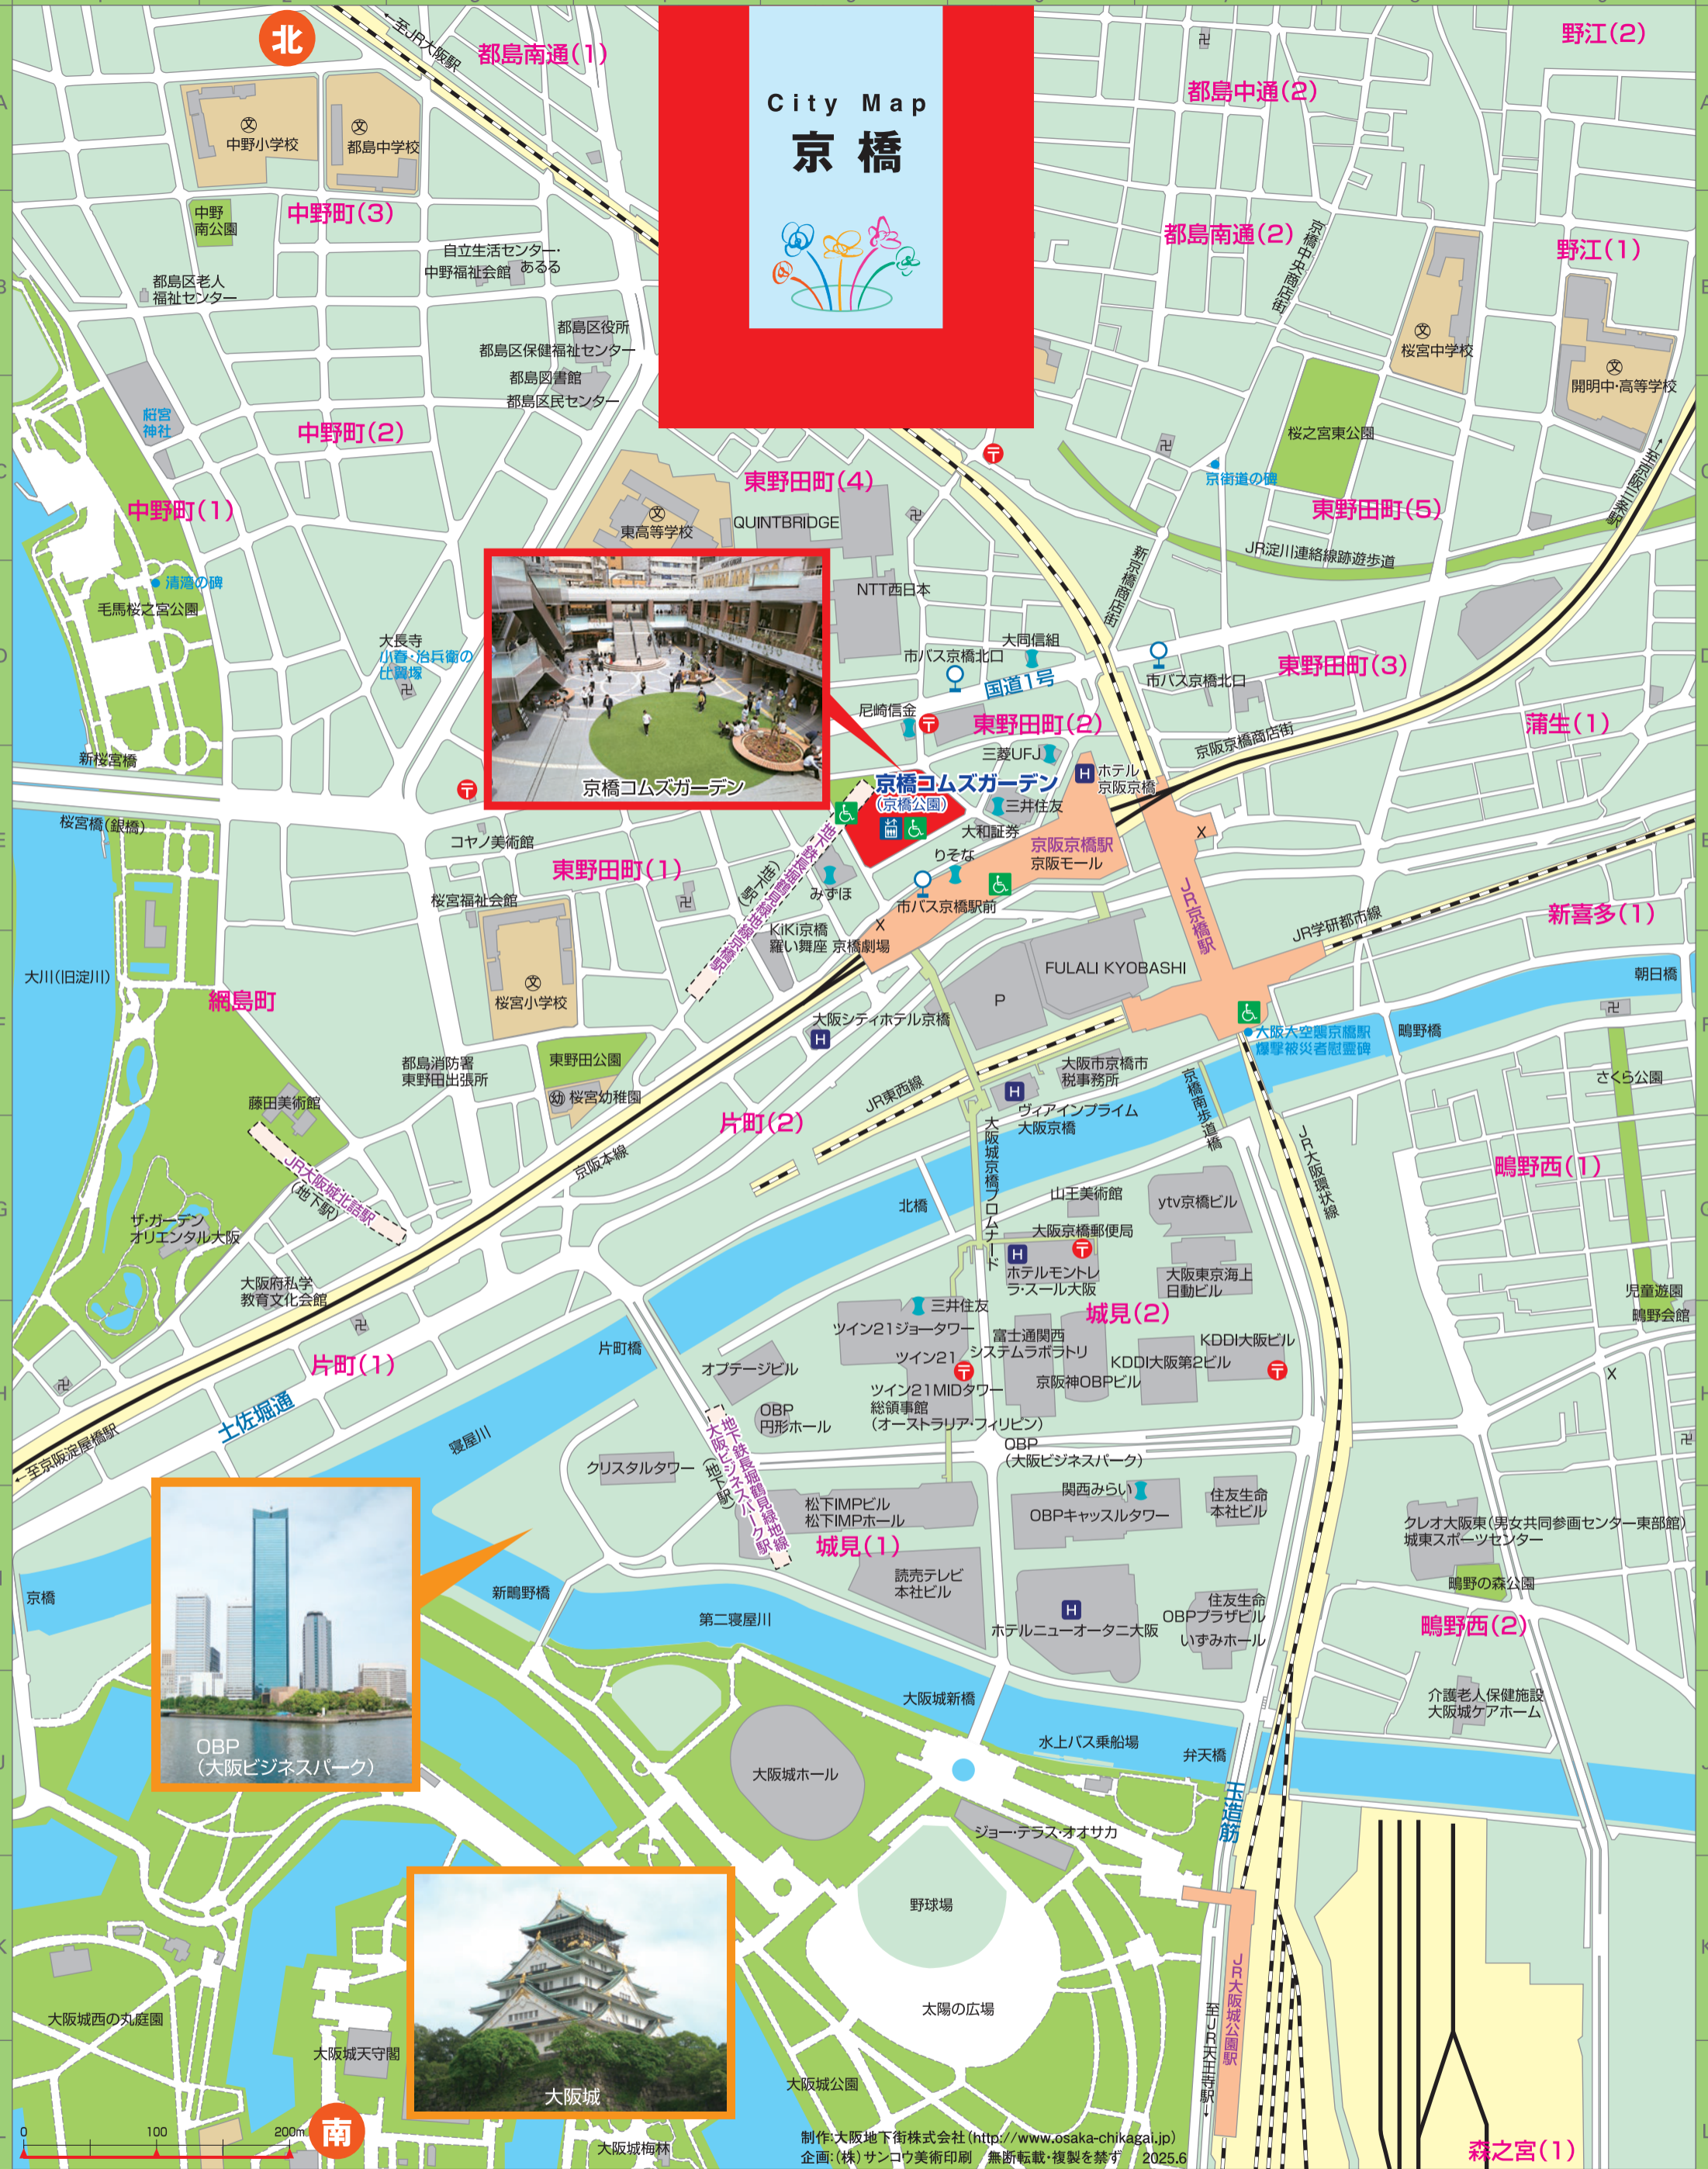 北
←至JR大阪駅
都島南通(1)
City Map
京橋
都島中通(2)
野江(2)
中野小学校
都島中学校
中野
南公園
中野町(3)
都島南通(2)
京橋中央商店街
野江(1)
自立生活センター・
あるる
中野福祉会館
都島区老人
福祉センター
都島区役所
都島区保健福祉センター
都島図書館
都島区民センター
桜宮中学校
開明中・高等学校
桜宮
神社
中野町(2)
桜之宮東公園
中野町(1)
東野田町(4)
京街道の碑
東野田町(5)
至京阪三条駅→
QUINTBRIDGE
東高等学校
JR淀川連絡線跡遊歩道
新京橋商店街
清湾の碑
毛馬桜之宮公園
NTT西日本
大長寺
小春・治兵衛の
比翼塚
大同信組
市バス京橋北口
国道1号
市バス京橋北口
東野田町(3)
尼崎信金
東野田町(2)
蒲生(1)
三菱UFJ
京阪京橋商店街
新桜宮橋
京橋コムズガーデン
京橋コムズガーデン
(京橋公園)
ホテル
京阪京橋
三井住友
大和証券
京阪京橋駅
京阪モール
りそな
桜宮橋(銀橋)
コヤノ美術館
東野田町(1)
地下鉄長堀鶴見緑地線京橋駅
(地下駅)
みずほ
市バス京橋駅前
JR京橋駅
桜宮福祉会館
KiKi京橋
羅い舞座 京橋劇場
JR学研都市線
新喜多(1)
大川(旧淀川)
網島町
桜宮小学校
FULALI KYOBASHI
P
朝日橋
大阪シティホテル京橋
大阪大空襲京橋駅
爆撃被災者慰霊碑
鴫野橋
都島消防署
東野田出張所
東野田公園
幼 桜宮幼稚園
大阪市京橋市
税事務所
さくら公園
藤田美術館
JR東西線
ヴィアインプライム
大阪京橋
京橋南歩道橋
片町(2)
大阪城京橋プロムナード
JR大阪城北詰駅
(地下駅)
京阪本線
JR大阪環状線
鴫野西(1)
ザ・ガーデン
オリエンタル大阪
北橋
山王美術館
ytv京橋ビル
大阪京橋郵便局
ホテルモントレ
ラ・スール大阪
大阪東京海上
日動ビル
大阪府私学
教育文化会館
児童遊園
鴫野会館
三井住友
ツイン21ジョータワー
城見(2)
片町橋
片町(1)
オプテージビル
ツイン21
富士通関西
システムラボラトリ
KDDI大阪ビル
KDDI大阪第2ビル
京阪神OBPビル
ツイン21MIDタワー
総領事館
(オーストラリア・フィリピン)
土佐堀通
OBP
円形ホール
←至京阪淀屋橋駅
寝屋川
クリスタルタワー
地下鉄長堀鶴見緑地線
大阪ビジネスパーク駅
(地下駅)
OBP
(大阪ビジネスパーク)
松下IMPビル
松下IMPホール
関西みらい
OBPキャッスルタワー
住友生命
本社ビル
クレオ大阪東(男女共同参画センター東部館)
城東スポーツセンター
城見(1)
読売テレビ
本社ビル
鴫野の森公園
京橋
新鴫野橋
第二寝屋川
住友生命
OBPプラザビル
いずみホール
ホテルニューオータニ大阪
鴫野西(2)
大阪城新橋
介護老人保健施設
大阪城ケアホーム
OBP
(大阪ビジネスパーク)
水上バス乗船場
弁天橋
大阪城ホール
玉造筋
ジョー・テラス・オオサカ
野球場
太陽の広場
JR大阪城公園駅
至JR天王寺駅→
大阪城西の丸庭園
大阪城天守閣
大阪城
大阪城公園
0 100 200m
南
大阪城梅林
制作:大阪地下街株式会社(http://www.osaka-chikagai.jp)
企画:(株)サンコウ美術印刷 無断転載・複製を禁ず 2025.6
森之宮(1)